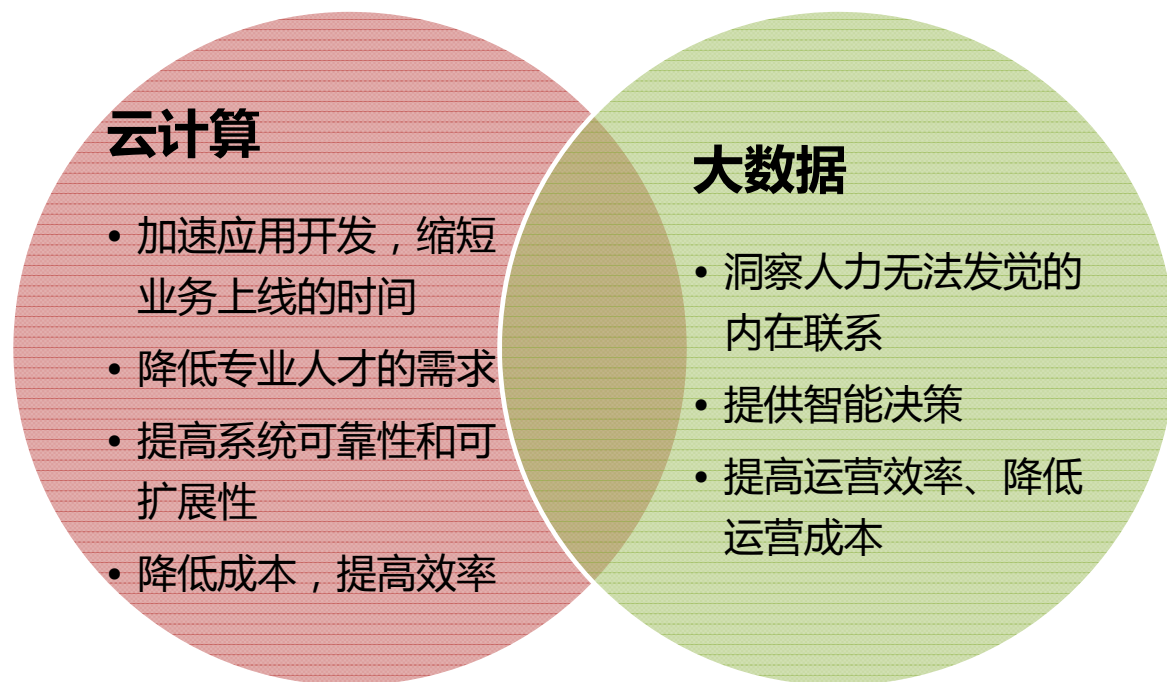 云计算
• 加速应用开发，缩短
业务上线的时间
• 降低专业人才的需求
• 提高系统可靠性和可
扩展性
• 降低成本，提高效率
大数据
• 洞察人力无法发觉的
内在联系
• 提供智能决策
• 提高运营效率、降低
运营成本